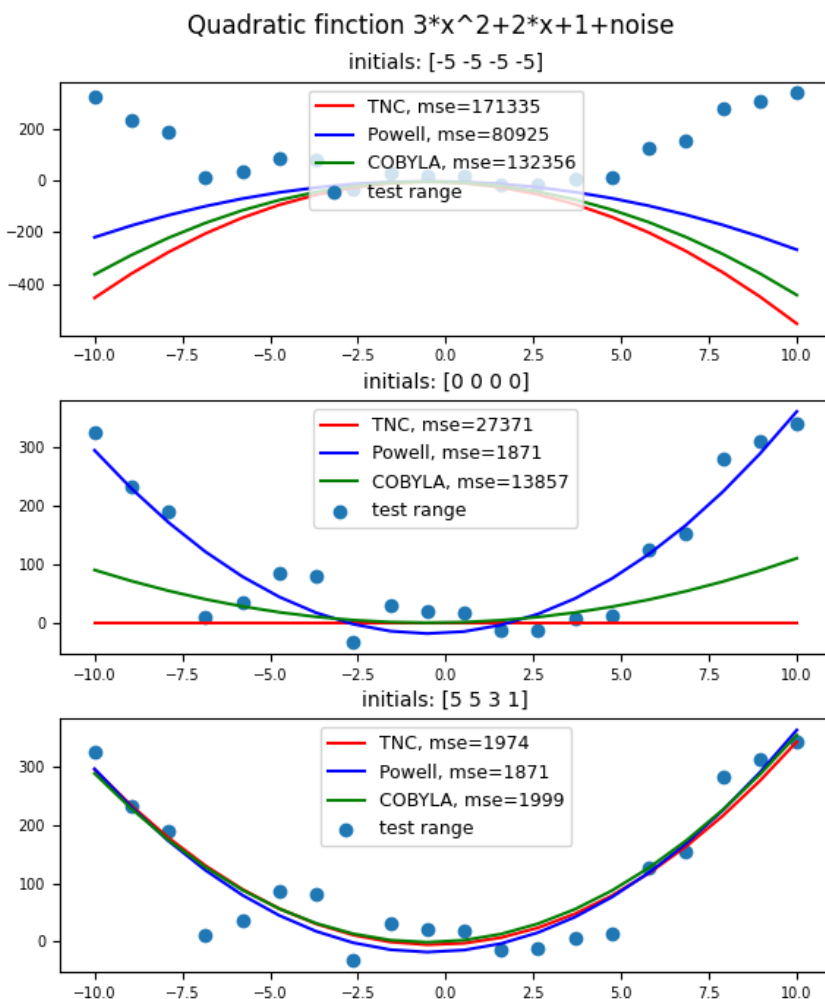 Quadratic finction 3*x^2+2*x+1+noise
initials: [-5 -5 -5 -5]
TNC, mse=171335
Powell, mse=80925
COBYLA, mse=132356
test range
200
0
−200
−400
−10.0 −7.5 −5.0 −2.5 0.0 2.5 5.0 7.5 10.0
initials: [0 0 0 0]
TNC, mse=27371
Powell, mse=1871
COBYLA, mse=13857
test range
300
200
100
0
−10.0 −7.5 −5.0 −2.5 0.0 2.5 5.0 7.5 10.0
initials: [5 5 3 1]
TNC, mse=1974
Powell, mse=1871
COBYLA, mse=1999
test range
300
200
100
0
−10.0 −7.5 −5.0 −2.5 0.0 2.5 5.0 7.5 10.0